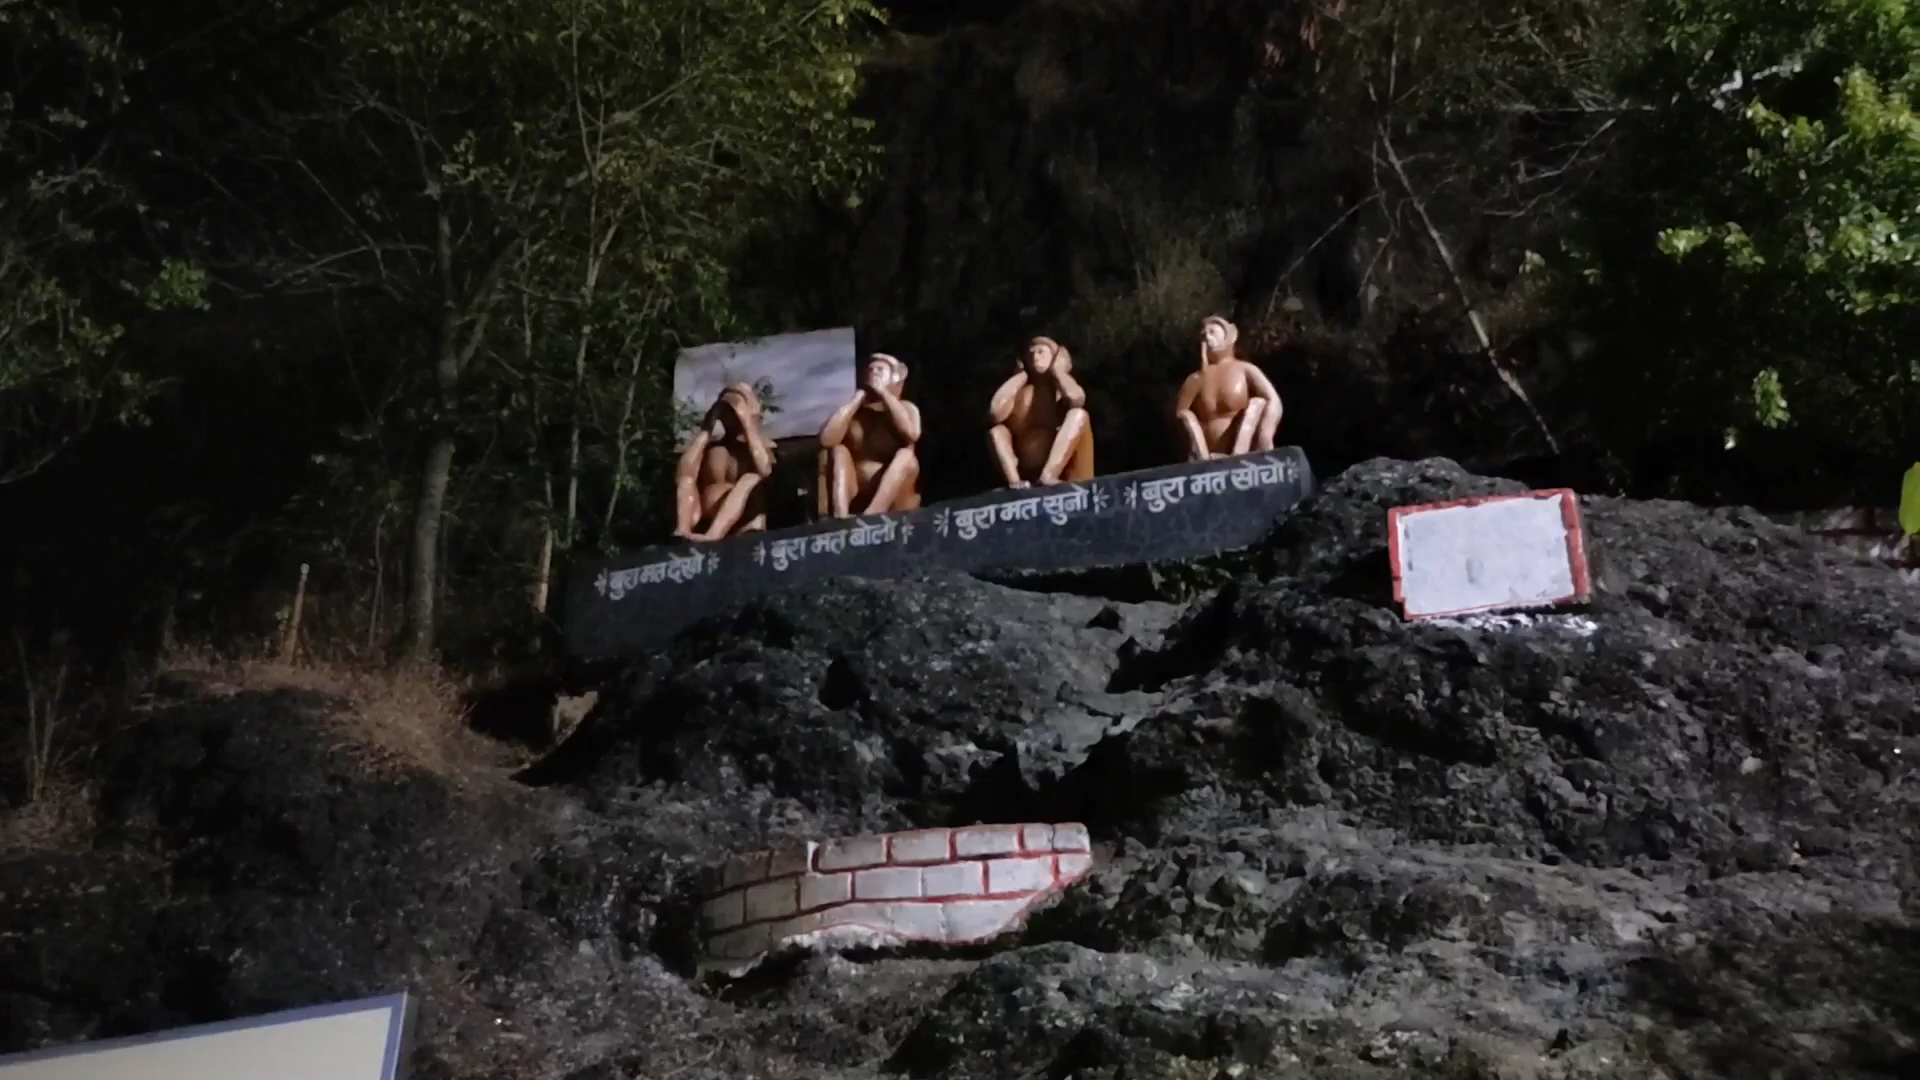 बुरा मत देखो
बुरा मत बोलो
बुरा मत सुनो
बुरा मत सोचो